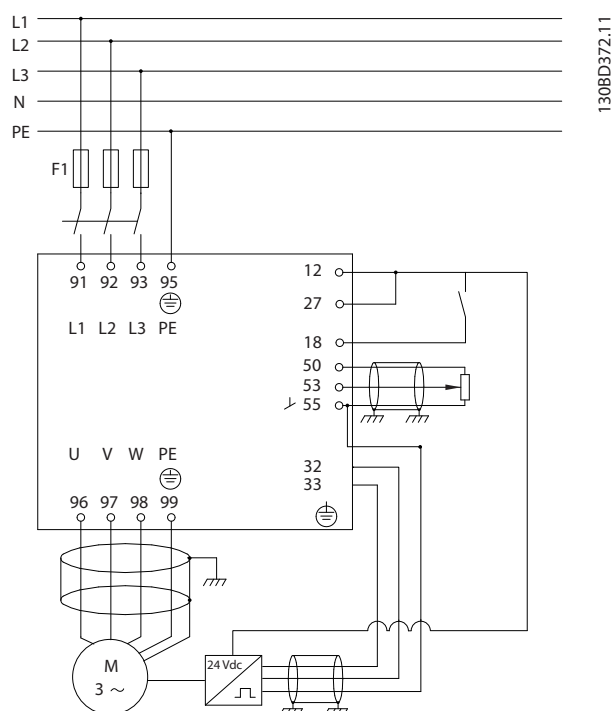 L1
L2
L3
N
PE
130BD372.11
F1
91 92 93 95
L1 L2 L3 PE
12
27
18
50
53
55
U V W PE
32
33
96 97 98 99
M
3 ~
24 Vdc